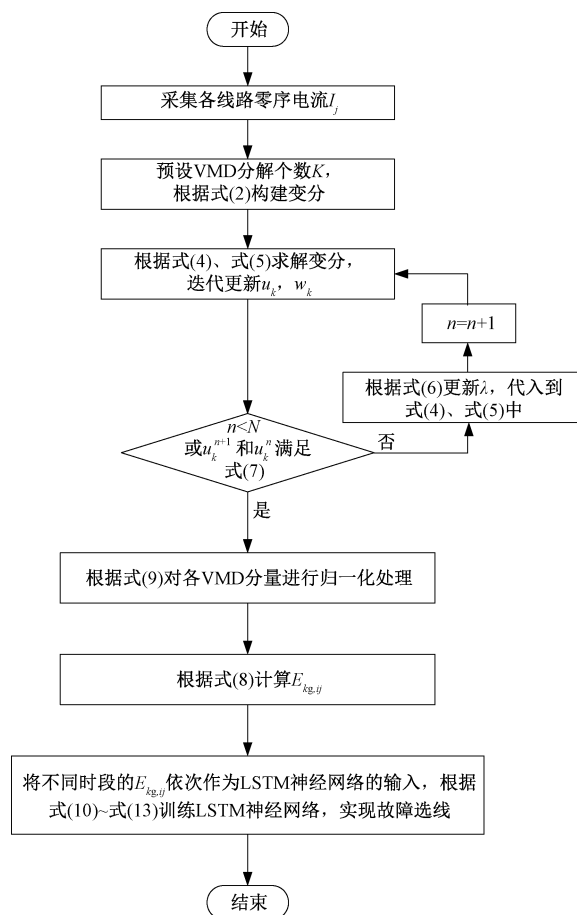 开始
采集各线路零序电流I_j
预设VMD分解个数K，
根据式(2)构建变分
根据式(4)、式(5)求解变分，
迭代更新u_k，w_k
n=n+1
根据式(6)更新λ，代入到
式(4)、式(5)中
n<N
或u_k^{n+1}和u_k^n满足
式(7)
否
是
根据式(9)对各VMD分量进行归一化处理
根据式(8)计算E_{kg,ij}
将不同时段的E_{kg,ij}依次作为LSTM神经网络的输入，根据
式(10)~式(13)训练LSTM神经网络，实现故障选线
结束